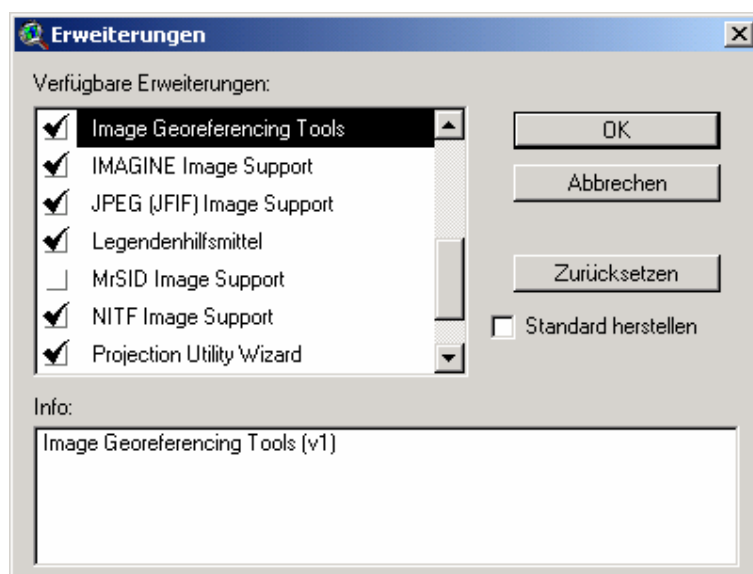 Erweiterungen
Verfügbare Erweiterungen:
Image Georeferencing Tools
IMAGINE Image Support
JPEG (JFIF) Image Support
Legendenhilfsmittel
MrSID Image Support
NITF Image Support
Projection Utility Wizard
OK
Abbrechen
Zurücksetzen
Standard herstellen
Info:
Image Georeferencing Tools (v1)